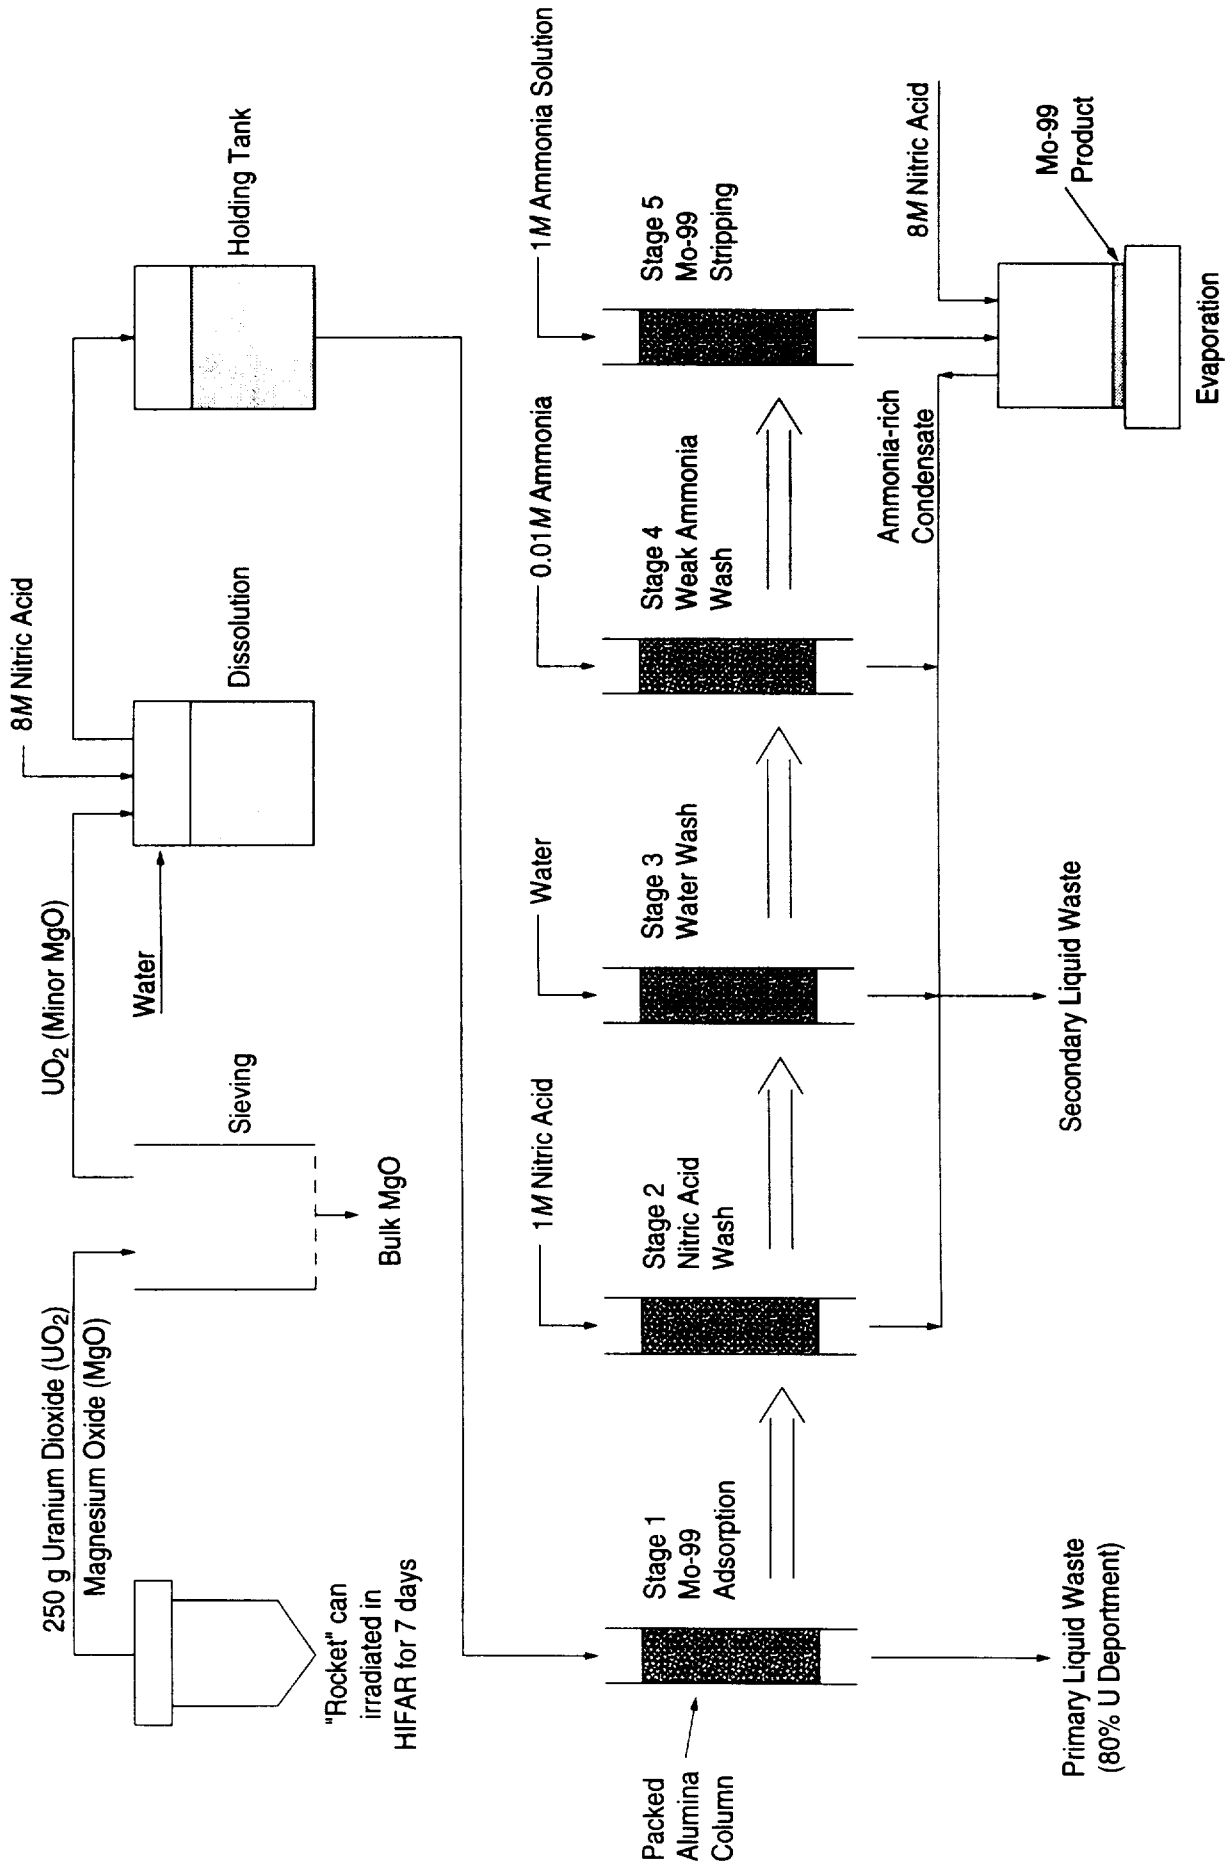 250 g Uranium Dioxide (UO₂)
Magnesium Oxide (MgO)
"Rocket" can
irradiated in
HIFAR for 7 days
Sieving
Bulk MgO
UO₂ (Minor MgO)
Water
8M Nitric Acid
Dissolution
Holding Tank
Packed
Alumina
Column
Stage 1
Mo-99
Adsorption
Primary Liquid Waste
(80% U Deportment)
1M Nitric Acid
Stage 2
Nitric Acid
Wash
Water
Stage 3
Water Wash
Secondary Liquid Waste
0.01M Ammonia
Stage 4
Weak Ammonia
Wash
1M Ammonia Solution
Stage 5
Mo-99
Stripping
Ammonia-rich
Condensate
8M Nitric Acid
Mo-99
Product
Evaporation